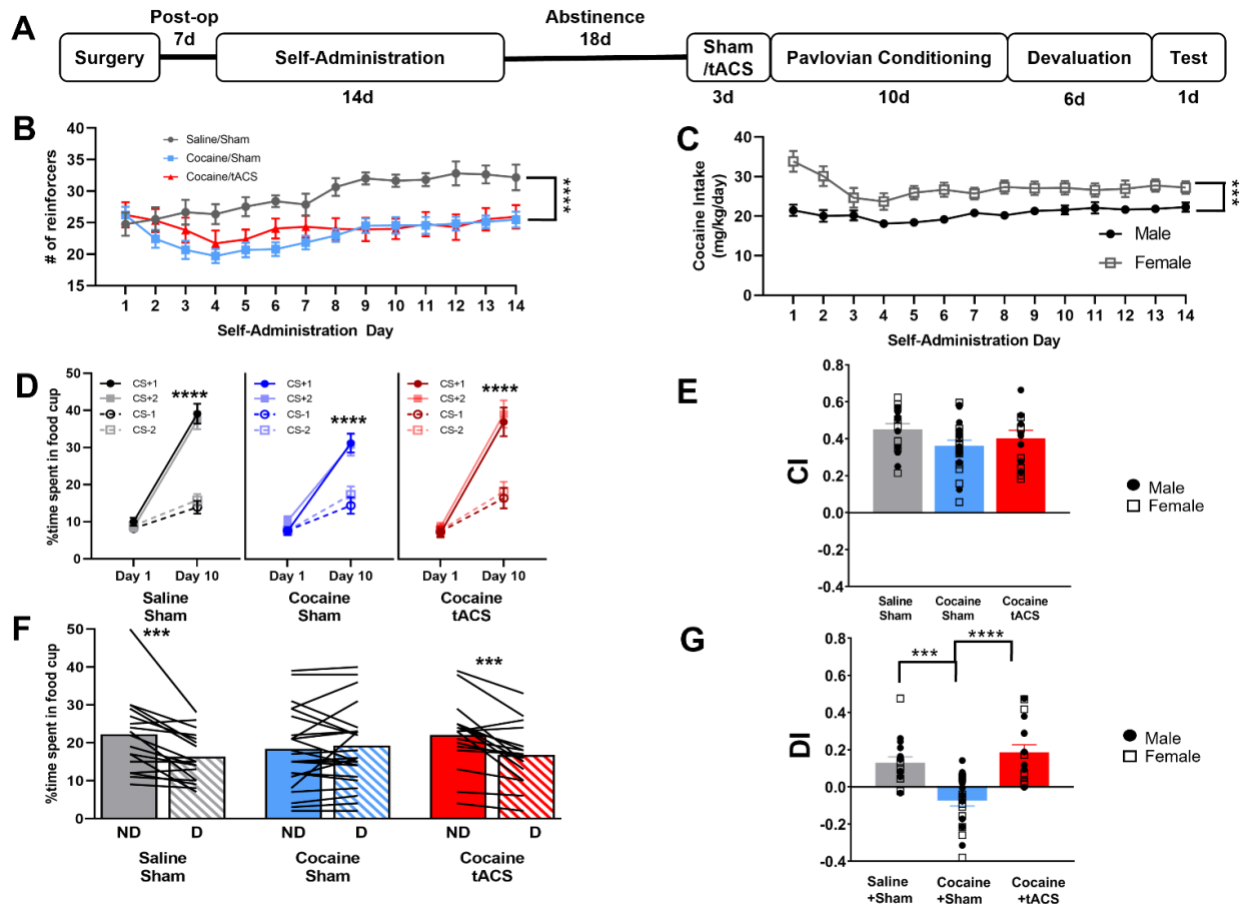 A
Surgery
Post-op
7d
Self-Administration
14d
Abstinence
18d
Sham
/tACS
3d
Pavlovian Conditioning
10d
Devaluation
6d
Test
1d
B
# of reinforcers
40
35
30
25
20
15
Saline/Sham
Cocaine/Sham
Cocaine/tACS
****
1 2 3 4 5 6 7 8 9 10 11 12 13 14
Self-Administration Day
C
Cocaine Intake
(mg/kg/day)
40
30
20
10
0
Male
Female
***
1 2 3 4 5 6 7 8 9 10 11 12 13 14
Self-Administration Day
D
%time spent in food cup
50
40
30
20
10
0
CS+1
CS+2
CS-1
CS-2
****
Day 1 Day 10
Saline
Sham
CS+1
CS+2
CS-1
CS-2
****
Day 1 Day 10
Cocaine
Sham
CS+1
CS+2
CS-1
CS-2
****
Day 1 Day 10
Cocaine
tACS
E
CI
0.8
0.6
0.4
0.2
0.0
-0.2
-0.4
Saline
Sham
Cocaine
Sham
Cocaine
tACS
Male
Female
F
%time spent in food cup
50
40
30
20
10
0
***
***
ND D
Saline
Sham
ND D
Cocaine
Sham
ND D
Cocaine
tACS
G
DI
0.8
0.6
0.4
0.2
0.0
-0.2
0.4
***
****
Saline
+Sham
Cocaine
+Sham
Cocaine
+tACS
Male
Female